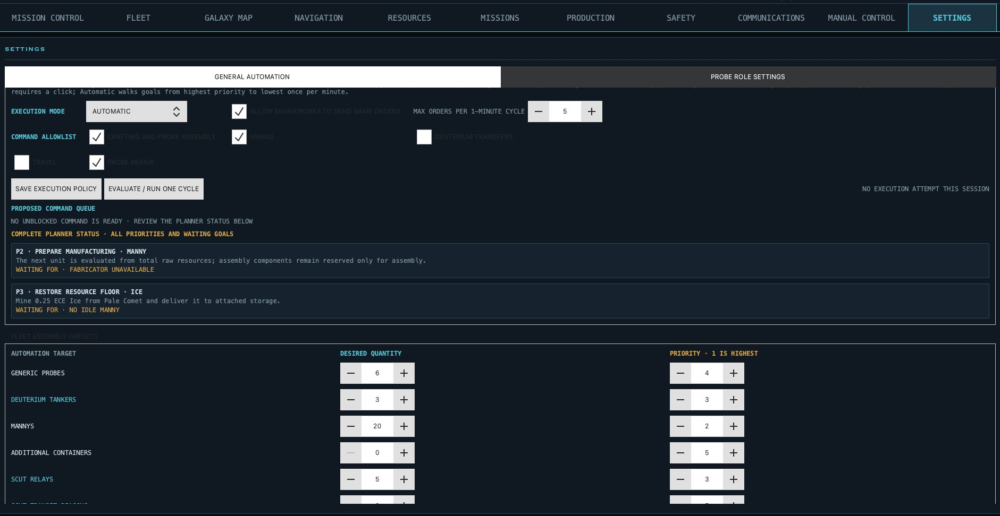 MISSION CONTROL FLEET GALAXY MAP NAVIGATION RESOURCES MISSIONS PRODUCTION SAFETY COMMUNICATIONS MANUAL CONTROL SETTINGS
SETTINGS
GENERAL AUTOMATION PROBE ROLE SETTINGS
requires a click; Automatic walks goals from highest priority to lowest once per minute.
EXECUTION MODE AUTOMATIC ALLOW SKUNKWORKS TO SEND GAME ORDERS MAX ORDERS PER 1-MINUTE CYCLE 5
COMMAND ALLOWLIST CRAFTING AND PROBE ASSEMBLY MINING DEUTERIUM TRANSFERS
TRAVEL PROBE REPAIR
SAVE EXECUTION POLICY EVALUATE / RUN ONE CYCLE NO EXECUTION ATTEMPT THIS SESSION
PROPOSED COMMAND QUEUE
NO UNBLOCKED COMMAND IS READY · REVIEW THE PLANNER STATUS BELOW
COMPLETE PLANNER STATUS · ALL PRIORITIES AND WAITING GOALS
P2 · PREPARE MANUFACTURING · MANNY
The next unit is evaluated from total raw resources; assembly components remain reserved only for assembly.
WAITING FOR · FABRICATOR UNAVAILABLE
P3 · RESTORE RESOURCE FLOOR · ICE
Mine 0.25 ECE Ice from Pale Comet and deliver it to attached storage.
WAITING FOR · NO IDLE MANNY
FLEET ASSEMBLY TARGETS
AUTOMATION TARGET DESIRED QUANTITY PRIORITY · 1 IS HIGHEST
GENERIC PROBES 6 4
DEUTERIUM TANKERS 3 3
MANNYS 20 2
ADDITIONAL CONTAINERS 0 5
SCUT RELAYS 5 3